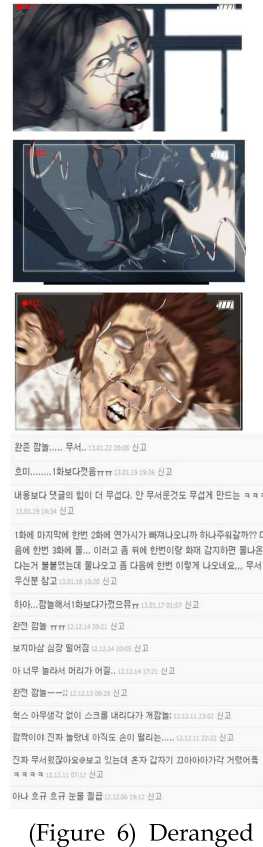 REC
REC
REC
완존 깜놀..... 무서.. 13.01.22 20:05 신고
흐미........1화보다껏음ㅠㅠ 13.01.19 19:36 신고
내용보다 댓글의 힘이 더 무섭다. 안 무서운것도 무섭게 만드는 ㅋㅋ
13.01.19 14:34 신고
1화에 마지막에 한번 2화에 연가시가 빠져나오니까 하나주워갈까??
음에 한번 3화에 물... 이러고 좀 뒤에 한번이랑 화재 감지하면 물나온
다는거 불붙었는데 물나오고 좀 다음에 한번 이렇게 나오네요,,, 무서
우신분 참고 13.01.18 10:20 신고
하아...깜놀해서1화보다가껐으뮤ㅠ 13.01.17 01:57 신고
완전 깜놀 ㅠㅠ 12.12.14 20:21 신고
보지마샴 심장 떨어짐 12.12.14 20:05 신고
아 너무 놀라서 머리가 어질.. 12.12.14 17:21 신고
완전 깜놀ㅡㅡ;; 12.12.13 09:29 신고
헉스 아무생각 없이 스크롤 내리다가 개깜놀; 12.12.11 23:02 신고
깜짝이야 진짜 놀랐네 아직도 손이 떨리는..... 12.12.11 22:22 신고
진짜 무서웠잖아요@보고 있는데 혼자 갑자기 끄아아아가각 거렸어욬
ㅋㅋㅋㅋ 12.12.11 07:12 신고
아나 흐규 흐규 눈물 찔끔 12.12.06 19:12 신고
(Figure 6) Deranged